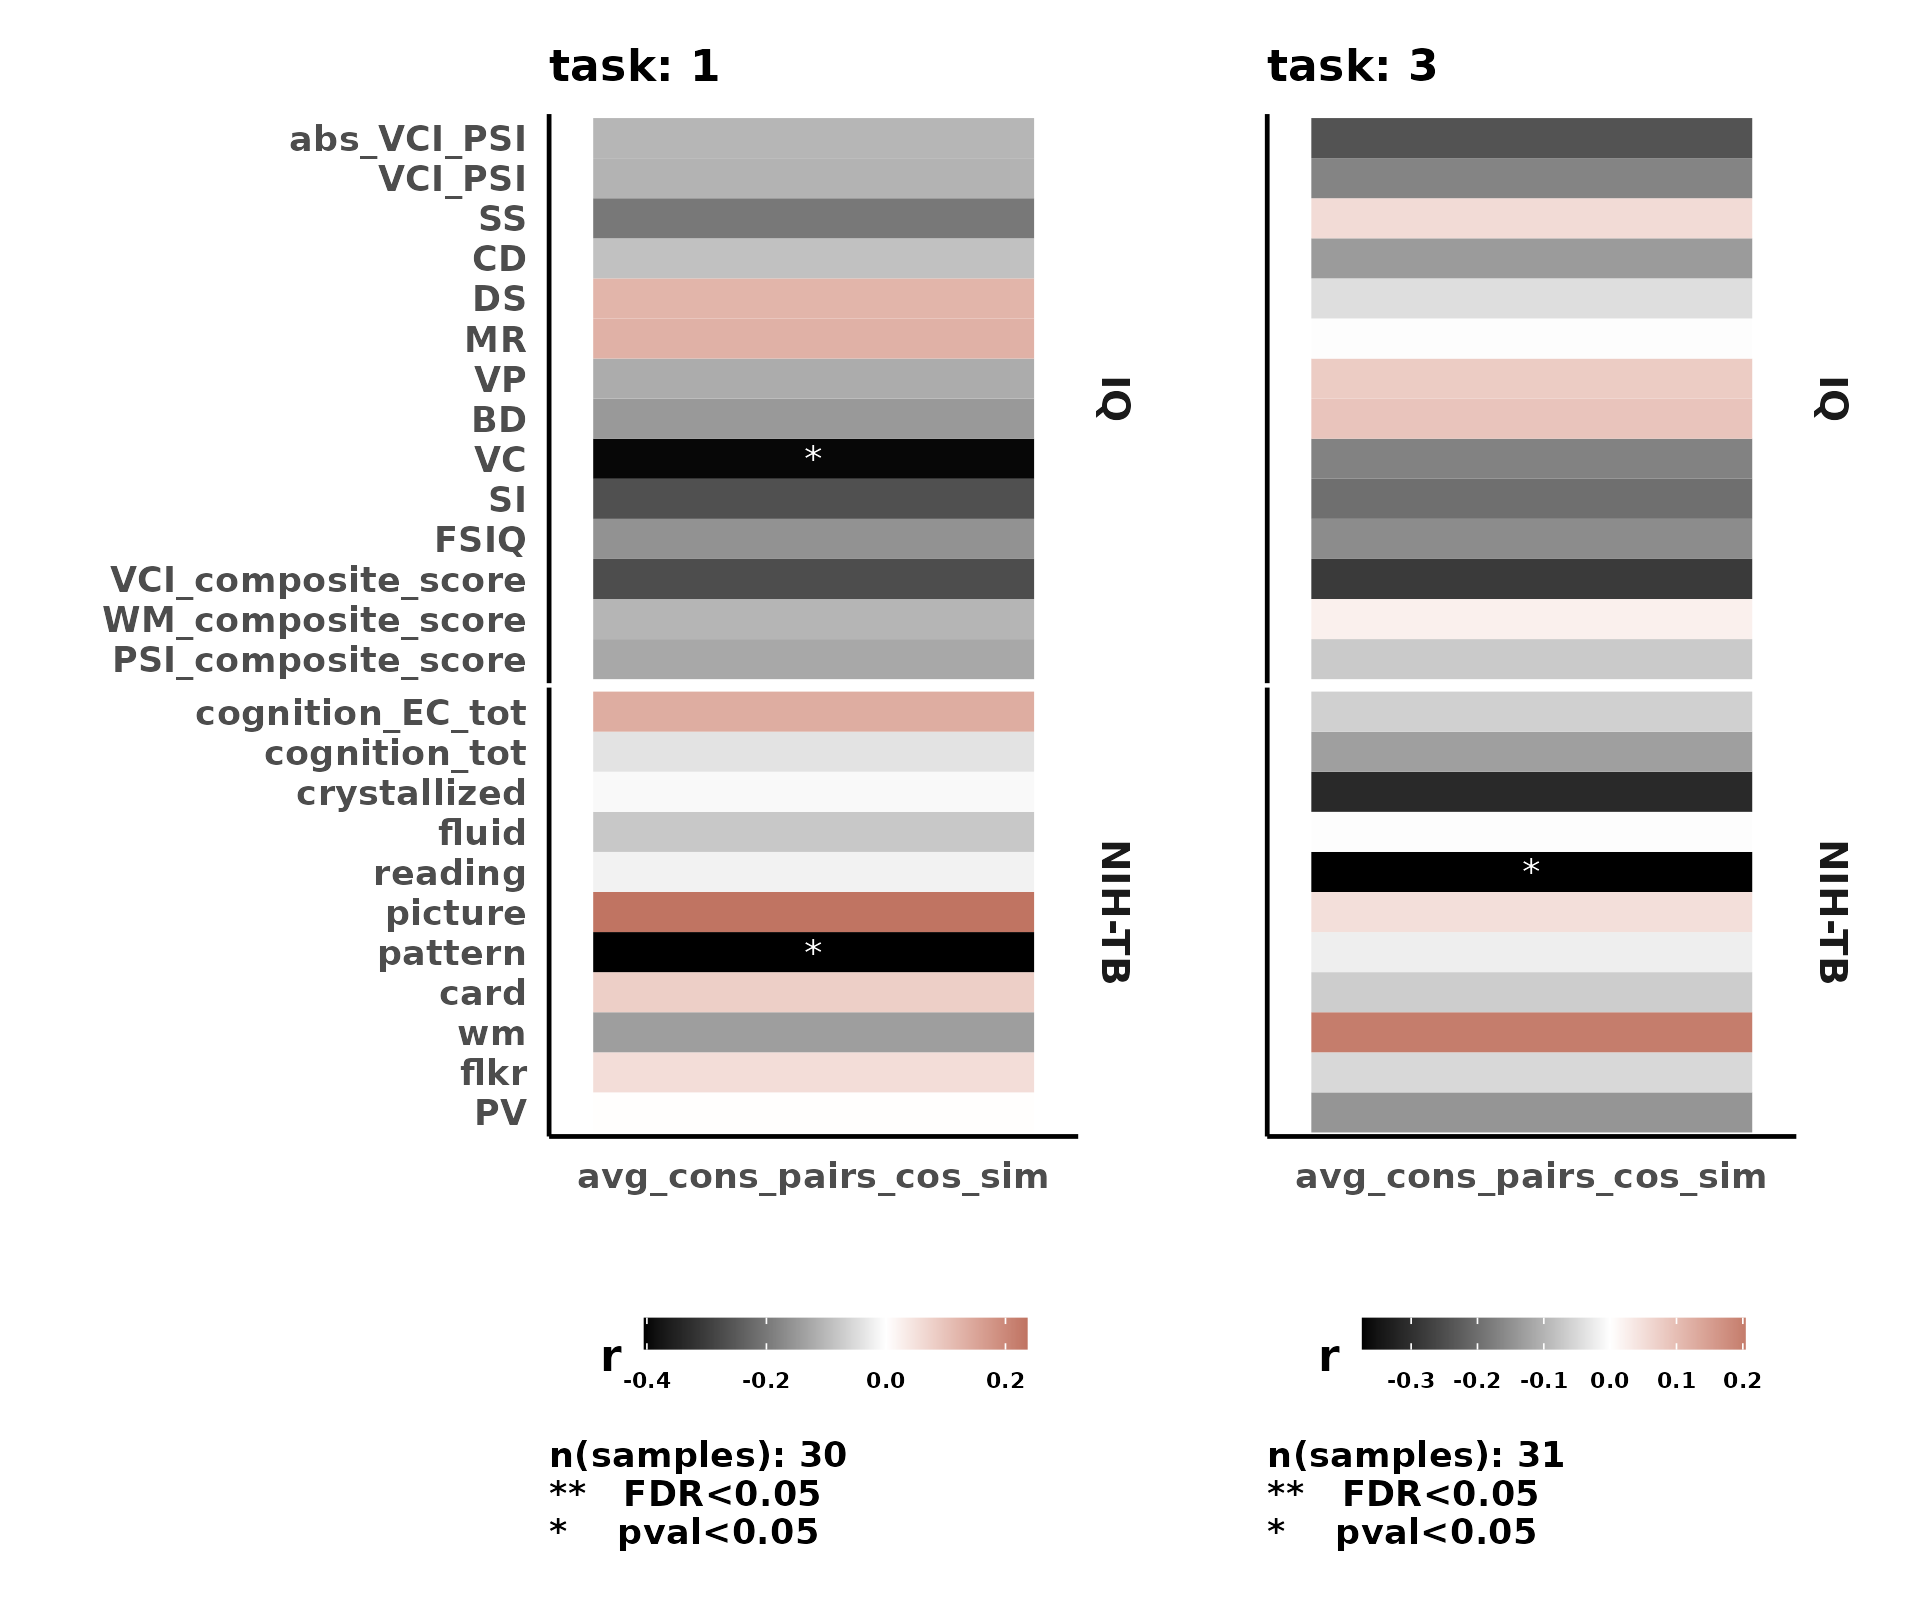 task: 1
task: 3
abs_VCI_PSI
VCI_PSI
SS
CD
DS
MR
VP
BD
VC
SI
FSIQ
VCI_composite_score
WM_composite_score
PSI_composite_score
*
IQ
IQ
cognition_EC_tot
cognition_tot
crystallized
fluid
reading
picture
pattern
card
wm
flkr
PV
*
NIH-TB
*
NIH-TB
avg_cons_pairs_cos_sim
avg_cons_pairs_cos_sim
r
-0.4 -0.2 0.0 0.2
r
-0.3 -0.2 -0.1 0.0 0.1 0.2
n(samples): 30
** FDR<0.05
* pval<0.05
n(samples): 31
** FDR<0.05
* pval<0.05